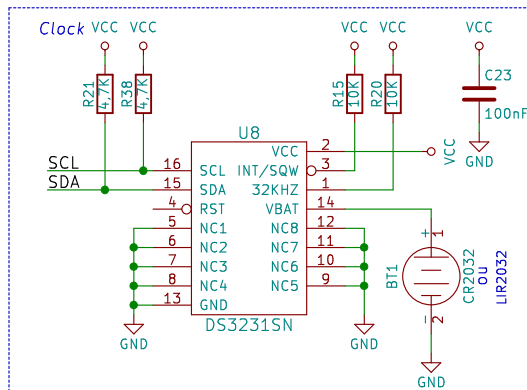 Clock
VCC
VCC
VCC
VCC
VCC
R21
4,7K
R38
4,7K
R15
10K
R20
10K
C23
100nF
GND
U8
SCL
SDA
16
SCL
15
SDA
4
RST
5
NC1
6
NC2
7
NC3
8
NC4
13
GND
VCC
2
INT/SQW
3
32KHZ
1
VBAT
14
NC8
12
NC7
11
NC6
10
NC5
9
VCC
DS3231SN
GND
GND
BT1
+
1
−
2
CR2032
ou
LIR2032
GND